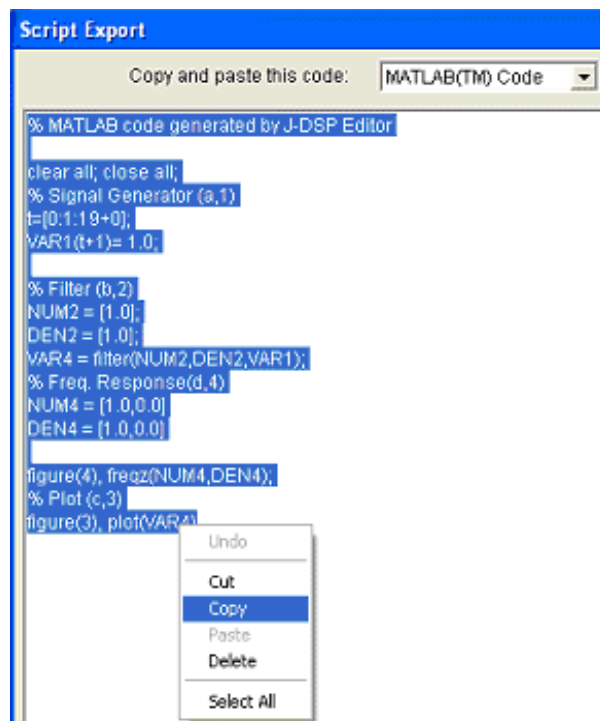 Script Export
Copy and paste this code: MATLAB(TM) Code
% MATLAB code generated by J-DSP Editor
clear all; close all;
% Signal Generator (a,1)
t=[0:1:19+0];
VAR1(t+1)= 1.0;
% Filter (b,2)
NUM2 = [1.0];
DEN2 = [1.0];
VAR4 = filter(NUM2,DEN2,VAR1);
% Freq. Response(d,4)
NUM4 = [1.0,0.0]
DEN4 = [1.0,0.0]
figure(4), freqz(NUM4,DEN4);
% Plot (c,3)
figure(3), plot(VAR4)
Undo
Cut
Copy
Paste
Delete
Select All